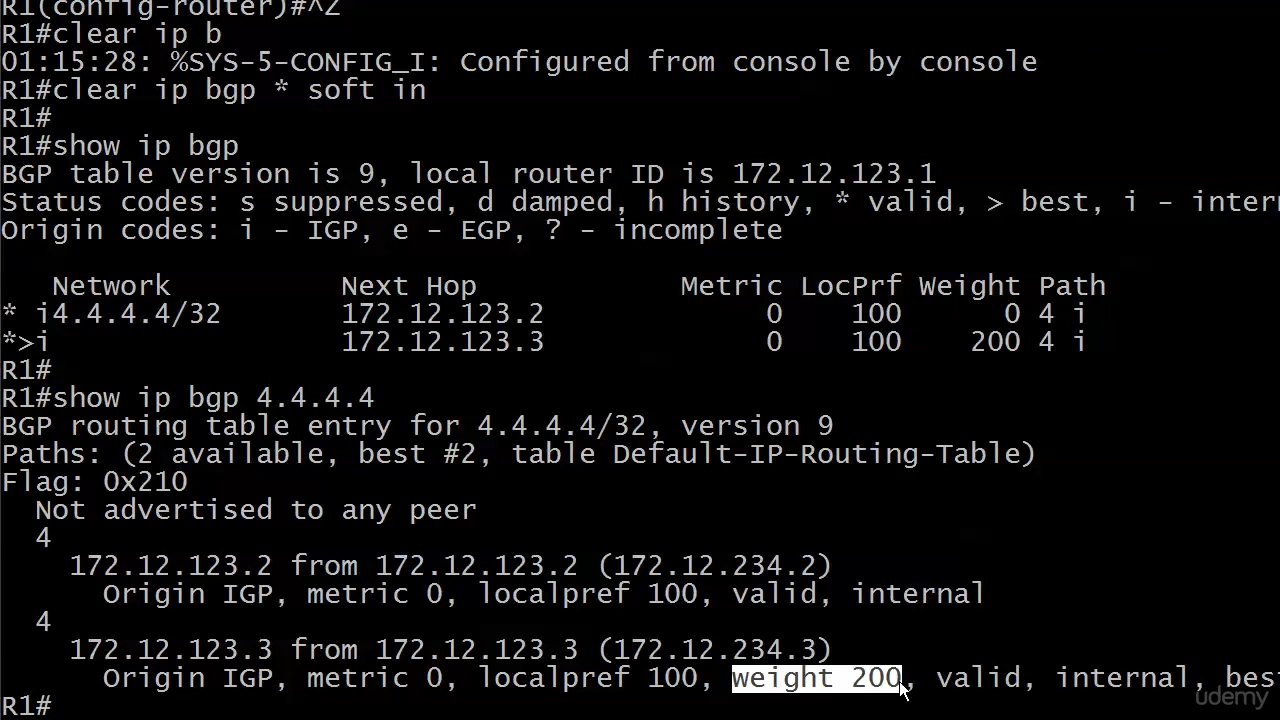 R1(config-router)#^Z
R1#clear ip b
01:15:28: %SYS-5-CONFIG_I: Configured from console by console
R1#clear ip bgp * soft in
R1#
R1#show ip bgp
BGP table version is 9, local router ID is 172.12.123.1
Status codes: s suppressed, d damped, h history, * valid, > best, i - inter
Origin codes: i - IGP, e - EGP, ? - incomplete
Network Next Hop Metric LocPrf Weight Path
* i4.4.4.4/32 172.12.123.2 0 100 0 4 i
*>i 172.12.123.3 0 100 200 4 i
R1#
R1#show ip bgp 4.4.4.4
BGP routing table entry for 4.4.4.4/32, version 9
Paths: (2 available, best #2, table Default-IP-Routing-Table)
Flag: 0x210
Not advertised to any peer
4
172.12.123.2 from 172.12.123.2 (172.12.234.2)
Origin IGP, metric 0, localpref 100, valid, internal
4
172.12.123.3 from 172.12.123.3 (172.12.234.3)
Origin IGP, metric 0, localpref 100, weight 200, valid, internal, bes
R1#
udemy